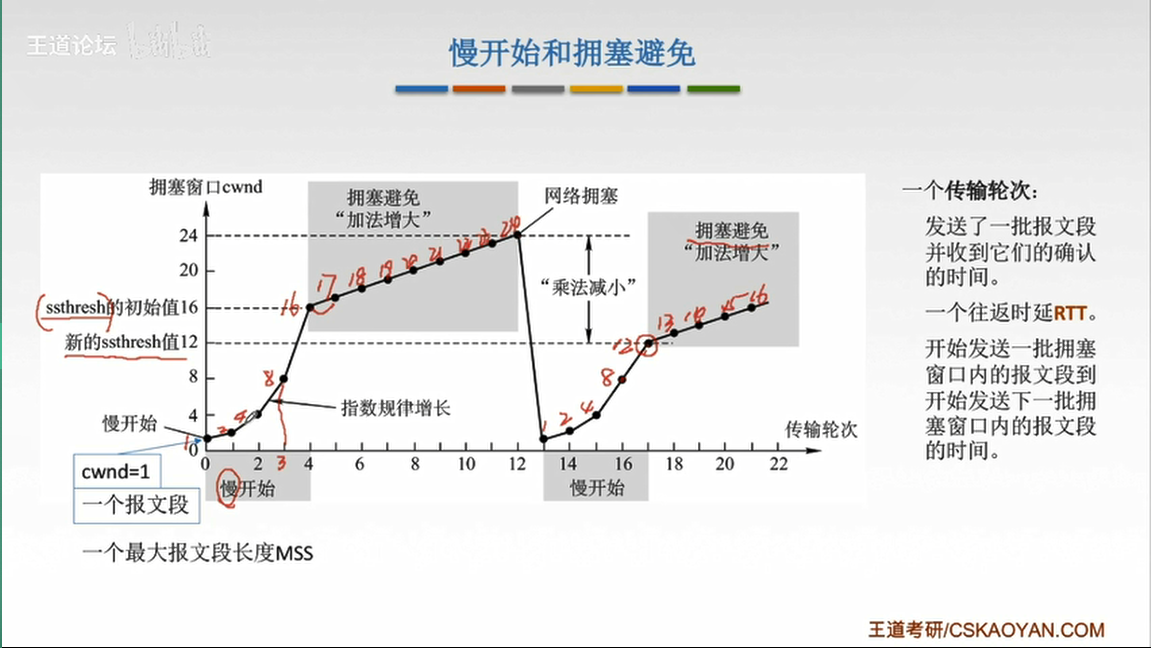 王道论坛
慢开始和拥塞避免
拥塞窗口cwnd
24
20
ssthresh的初始值16
新的ssthresh值12
8
4
0
慢开始
拥塞避免
“加法增大”
网络拥塞
“乘法减小”
拥塞避免
“加法增大”
指数规律增长
传输轮次
0 2 4 6 8 10 12 14 16 18 20 22
慢开始
慢开始
1 2 4 8 16 17 18 19 20 21 22 23 24
3
1 2 4 8 12 13 14 15 16
cwnd=1
一个报文段
一个最大报文段长度MSS
一个传输轮次:
发送了一批报文段
并收到它们的确认
的时间。
一个往返时延RTT。
开始发送一批拥塞
窗口内的报文段到
开始发送下一批拥
塞窗口内的报文段
的时间。
王道考研/CSKAOYAN.COM